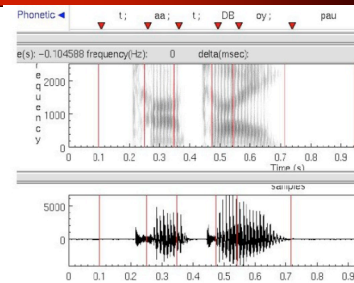 Phonetic t ; aa ; t ; DB oy ; pau
e(s): -0.104588 frequency(Hz): 0 delta(msec):
frequency
2000
1000
0
0 0.1 0.2 0.3 0.4 0.5 0.6 0.7 0.8 0.9
Time (s)
samples
5000
0
0 0.1 0.2 0.3 0.4 0.5 0.6 0.7 0.8 0.9